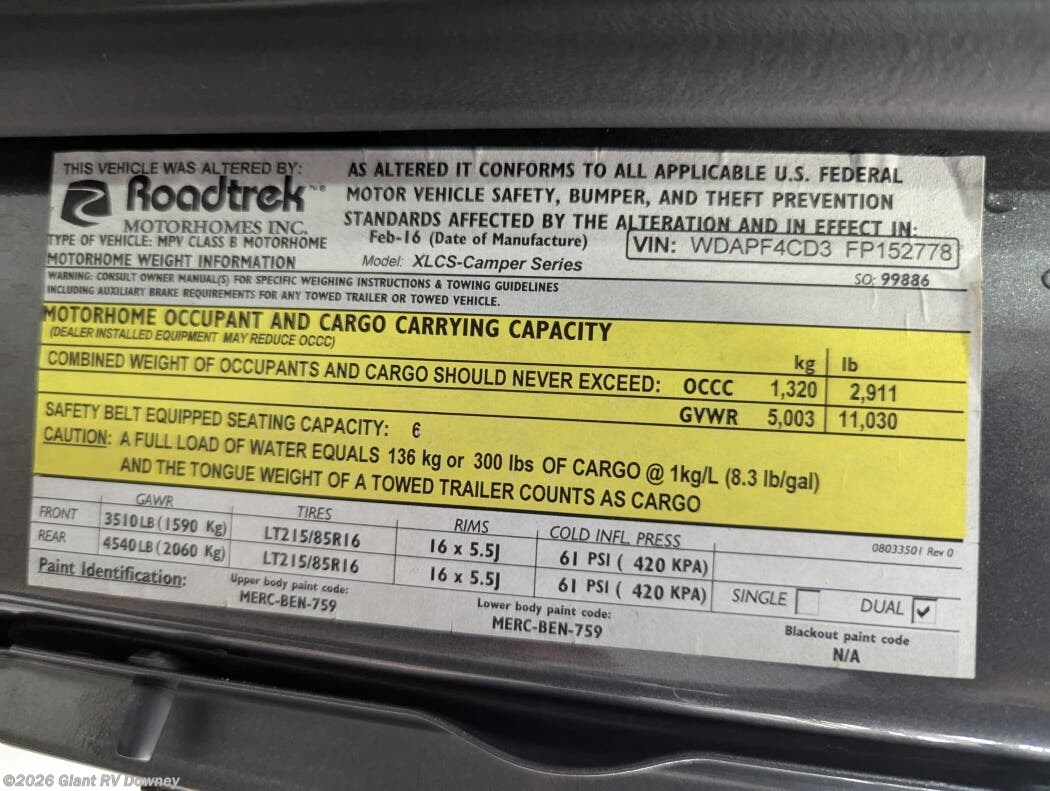 THIS VEHICLE WAS ALTERED BY:
Roadtrek™®
MOTORHOMES INC.
TYPE OF VEHICLE: MPV CLASS B MOTORHOME
MOTORHOME WEIGHT INFORMATION
AS ALTERED IT CONFORMS TO ALL APPLICABLE U.S. FEDERAL
MOTOR VEHICLE SAFETY, BUMPER, AND THEFT PREVENTION
STANDARDS AFFECTED BY THE ALTERATION AND IN EFFECT IN:
Feb-16 (Date of Manufacture)
VIN: WDAPF4CD3 FP152778
Model: XLCS-Camper Series
SO: 99886
WARNING: CONSULT OWNER MANUAL(S) FOR SPECIFIC WEIGHING INSTRUCTIONS & TOWING GUIDELINES
INCLUDING AUXILIARY BRAKE REQUIREMENTS FOR ANY TOWED TRAILER OR TOWED VEHICLE.
MOTORHOME OCCUPANT AND CARGO CARRYING CAPACITY
(DEALER INSTALLED EQUIPMENT MAY REDUCE OCCC)
kg lb
COMBINED WEIGHT OF OCCUPANTS AND CARGO SHOULD NEVER EXCEED: OCCC 1,320 2,911
GVWR 5,003 11,030
SAFETY BELT EQUIPPED SEATING CAPACITY: 6
CAUTION: A FULL LOAD OF WATER EQUALS 136 kg or 300 lbs OF CARGO @ 1kg/L (8.3 lb/gal)
AND THE TONGUE WEIGHT OF A TOWED TRAILER COUNTS AS CARGO
GAWR TIRES RIMS COLD INFL. PRESS
08033501 Rev 0
FRONT 3510LB (1590 Kg) LT215/85R16 16 x 5.5J 61 PSI ( 420 KPA)
REAR 4540LB (2060 Kg) LT215/85R16 16 x 5.5J 61 PSI ( 420 KPA) SINGLE DUAL ✓
Paint Identification:
Upper body paint code:
MERC-BEN-759
Lower body paint code:
MERC-BEN-759
Blackout paint code
N/A
©2026 Giant RV Downey